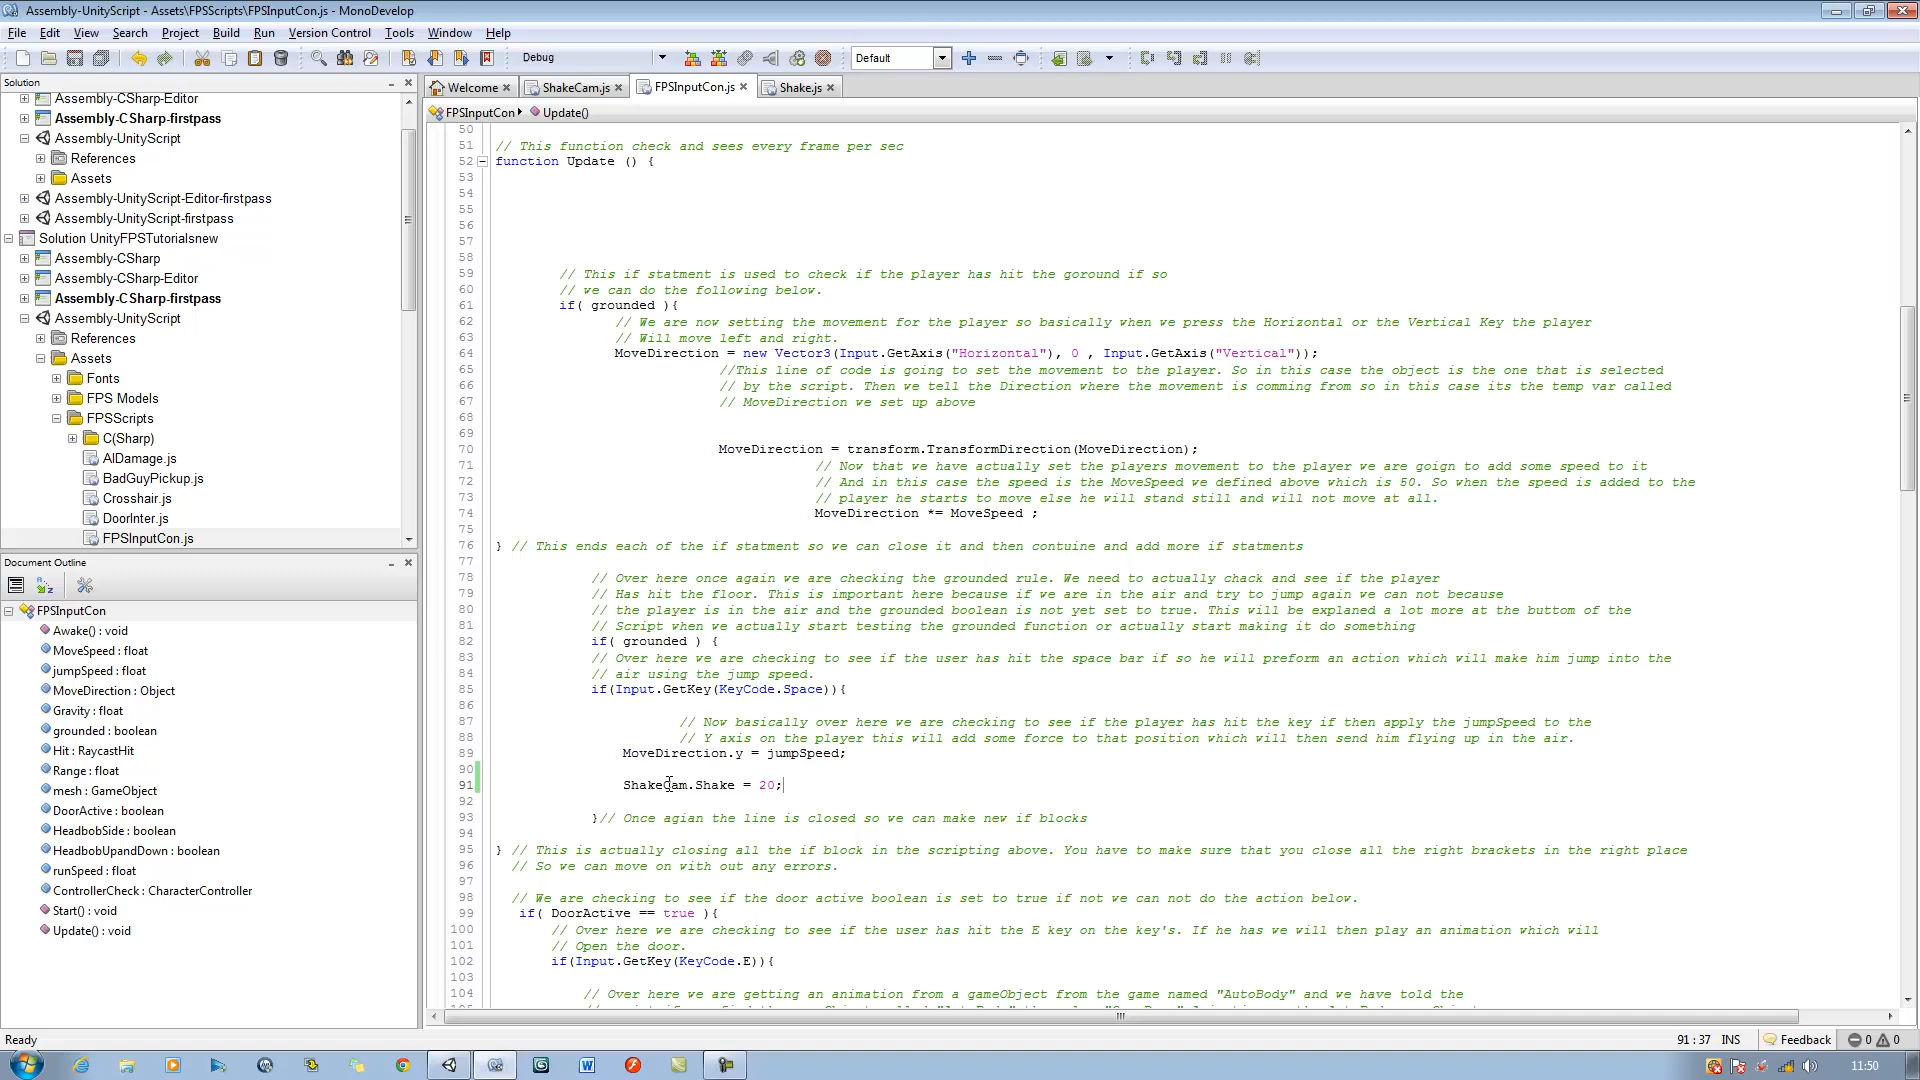 Assembly-UnityScript - Assets\FPSScripts\FPSInputCon.js - MonoDevelop
File Edit View Search Project Build Run Version Control Tools Window Help
Debug Default
Solution
Welcome ShakeCam.js FPSInputCon.js Shake.js
FPSInputCon Update()
Assembly-CSharp-Editor
Assembly-CSharp-firstpass
Assembly-UnityScript
References
Assets
Assembly-UnityScript-Editor-firstpass
Assembly-UnityScript-firstpass
Solution UnityFPSTutorialsnew
Assembly-CSharp
Assembly-CSharp-Editor
Assembly-CSharp-firstpass
Assembly-UnityScript
References
Assets
Fonts
FPS Models
FPSScripts
C(Sharp)
AIDamage.js
BadGuyPickup.js
Crosshair.js
DoorInter.js
FPSInputCon.js
Document Outline
FPSInputCon
Awake() : void
MoveSpeed : float
jumpSpeed : float
MoveDirection : Object
Gravity : float
grounded : boolean
Hit : RaycastHit
Range : float
mesh : GameObject
DoorActive : boolean
HeadbobSide : boolean
HeadbobUpandDown : boolean
runSpeed : float
ControllerCheck : CharacterController
Start() : void
Update() : void
50
51 // This function check and sees every frame per sec
52 function Update () {
53
54
55
56
57
58
59 // This if statment is used to check if the player has hit the goround if so
60 // we can do the following below.
61 if( grounded ){
62 // We are now setting the movement for the player so basically when we press the Horizontal or the Vertical Key the player
63 // Will move left and right.
64 MoveDirection = new Vector3(Input.GetAxis("Horizontal"), 0 , Input.GetAxis("Vertical"));
65 //This line of code is going to set the movement to the player. So in this case the object is the one that is selected
66 // by the script. Then we tell the Direction where the movement is comming from so in this case its the temp var called
67 // MoveDirection we set up above
68
69
70 MoveDirection = transform.TransformDirection(MoveDirection);
71 // Now that we have actually set the players movement to the player we are goign to add some speed to it
72 // And in this case the speed is the MoveSpeed we defined above which is 50. So when the speed is added to the
73 // player he starts to move else he will stand still and will not move at all.
74 MoveDirection *= MoveSpeed ;
75
76 } // This ends each of the if statment so we can close it and then contuine and add more if statments
77
78 // Over here once again we are checking the grounded rule. We need to actually chack and see if the player
79 // Has hit the floor. This is important here because if we are in the air and try to jump again we can not because
80 // the player is in the air and the grounded boolean is not yet set to true. This will be explaned a lot more at the buttom of the
81 // Script when we actually start testing the grounded function or actually start making it do something
82 if( grounded ) {
83 // Over here we are checking to see if the user has hit the space bar if so he will preform an action which will make him jump into the
84 // air using the jump speed.
85 if(Input.GetKey(KeyCode.Space)){
86
87 // Now basically over here we are checking to see if the player has hit the key if then apply the jumpSpeed to the
88 // Y axis on the player this will add some force to that position which will then send him flying up in the air.
89 MoveDirection.y = jumpSpeed;
90
91 ShakeCam.Shake = 20;
92
93 }// Once agian the line is closed so we can make new if blocks
94
95 } // This is actually closing all the if block in the scripting above. You have to make sure that you close all the right brackets in the right place
96 // So we can move on with out any errors.
97
98 // We are checking to see if the door active boolean is set to true if not we can not do the action below.
99 if( DoorActive == true ){
100 // Over here we are checking to see if the user has hit the E key on the key's. If he has we will then play an animation which will
101 // Open the door.
102 if(Input.GetKey(KeyCode.E)){
103
104 // Over here we are getting an animation from a gameObject from the game named "AutoBody" and we have told the
Ready 91 : 37 INS Feedback 0 0
11:50